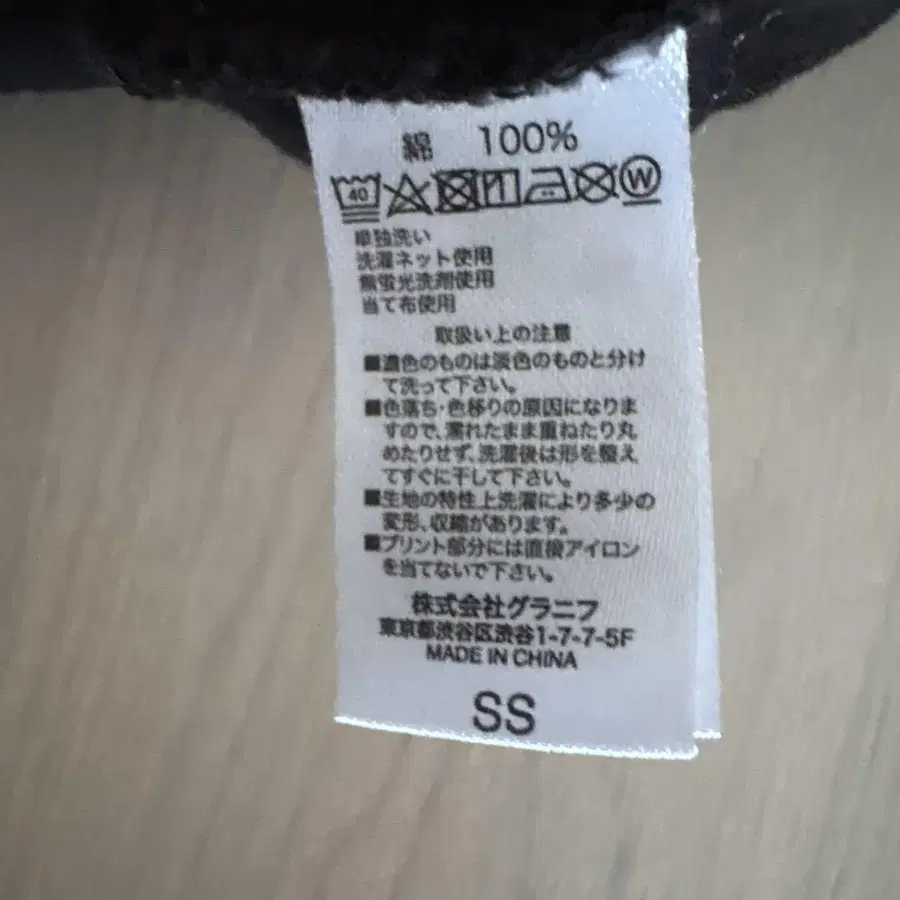 綿 100%
40 W
単独洗い
洗濯ネット使用
無蛍光洗剤使用
当て布使用
取扱い上の注意
■濃色のものは淡色のものと分け
て洗って下さい。
■色落ち・色移りの原因になりま
すので、濡れたまま重ねたり丸
めたりせず、洗濯後は形を整え
てすぐに干して下さい。
■生地の特性上洗濯により多少の
変形、収縮があります。
■プリント部分には直接アイロン
を当てないで下さい。
株式会社グラニフ
東京都渋谷区渋谷1-7-7-5F
MADE IN CHINA
SS